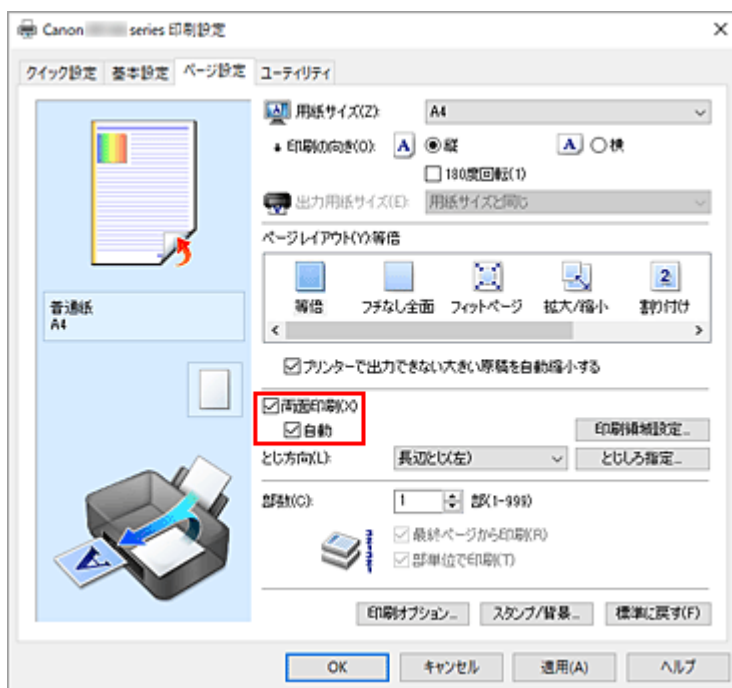 Canon series 印刷設定
クイック設定 基本設定 ページ設定 ユーティリティ
用紙サイズ(Z): A4
印刷の向き(O): A 縦 A 横
180度回転(1)
出力用紙サイズ(E): 用紙サイズと同じ
ページレイアウト(Y):等倍
等倍 フチなし全面 フィットページ 拡大/縮小 2 割り付け
普通紙
A4
プリンターで出力できない大きい原稿を自動縮小する
両面印刷(X)
自動 印刷領域設定...
とじ方向(L): 長辺とじ(左) とじしろ指定...
部数(C): 1 部(1-999)
最終ページから印刷(R)
部単位で印刷(T)
A
印刷オプション... スタンプ/背景... 標準に戻す(F)
OK キャンセル 適用(A) ヘルプ